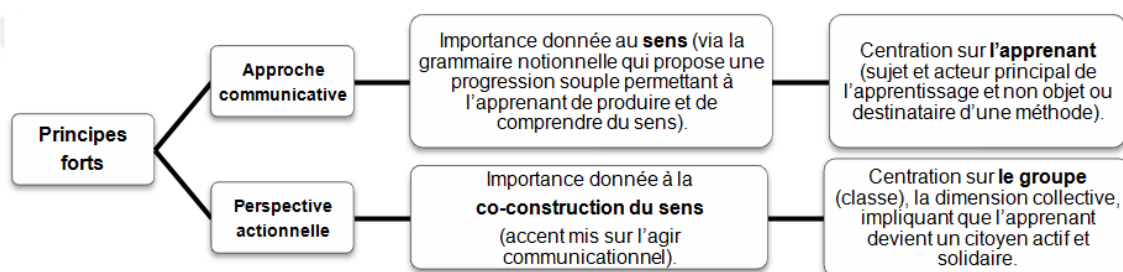 Principes
forts
Approche
communicative
Importance donnée au sens (via la
grammaire notionnelle qui propose une
progression souple permettant à
l'apprenant de produire et de
comprendre du sens).
Centration sur l'apprenant
(sujet et acteur principal de
l'apprentissage et non objet ou
destinataire d'une méthode).
Perspective
actionnelle
Importance donnée à la
co-construction du sens
(accent mis sur l'agir
communicationnel).
Centration sur le groupe
(classe), la dimension collective,
impliquant que l'apprenant
devient un citoyen actif et
solidaire.